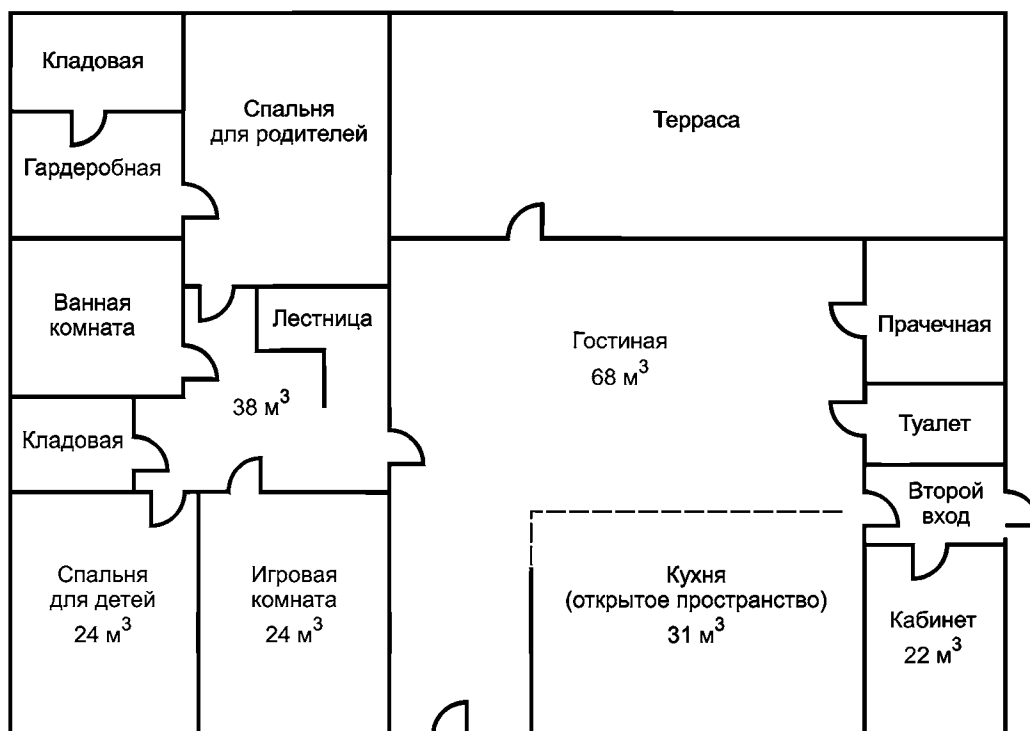 Кладовая
Спальня
для родителей
Терраса
Гардеробная
Ванная
комната
Лестница
Гостиная
68 м³
Прачечная
38 м³
Кладовая
Туалет
Второй
вход
Спальня
для детей
24 м³
Игровая
комната
24 м³
Кухня
(открытое пространство)
31 м³
Кабинет
22 м³